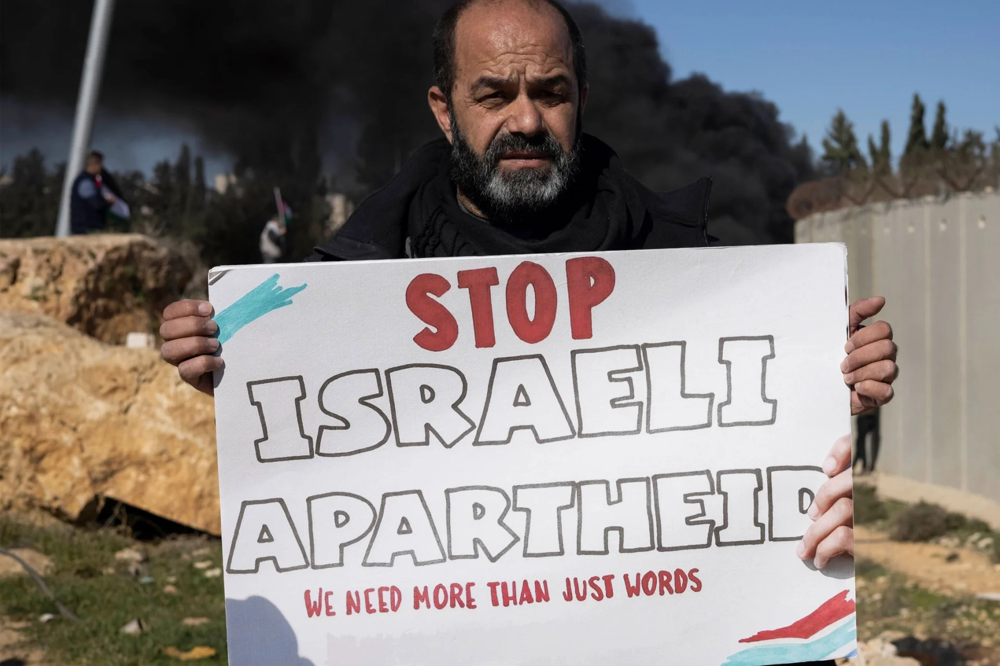 STOP
ISRAELI
APARTHEID
WE NEED MORE THAN JUST WORDS